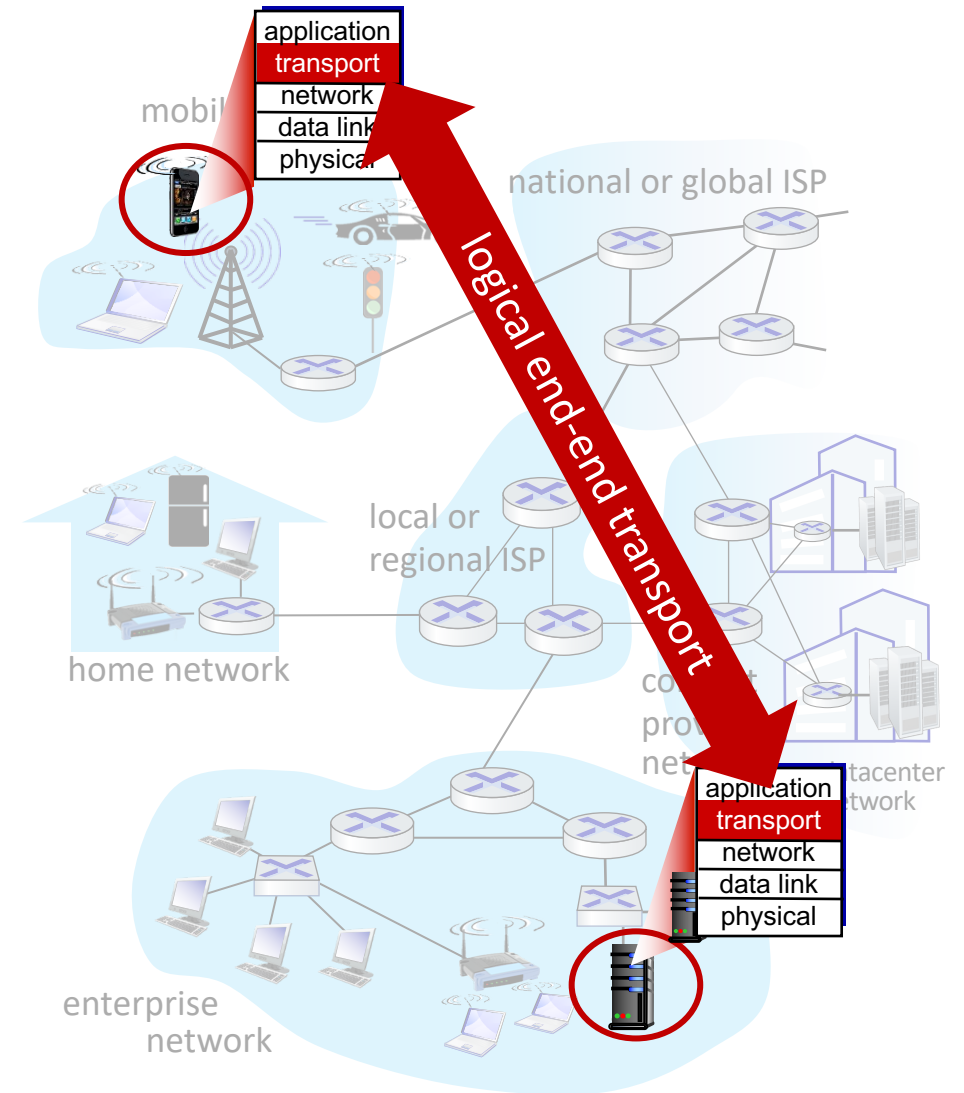 application
transport
network
data link
physical
national or global ISP
logical end-end transport
local or
regional ISP
home network
application
transport
network
data link
physical
network
enterprise
network